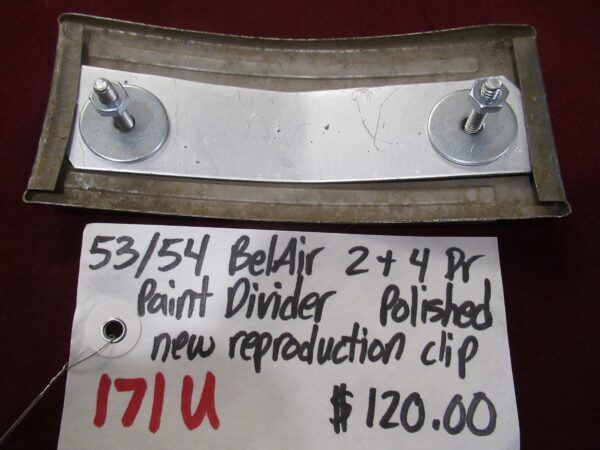 53/54 BelAir 2+4 Dr
Paint Divider Polished
new reproduction clip
171U $120.00